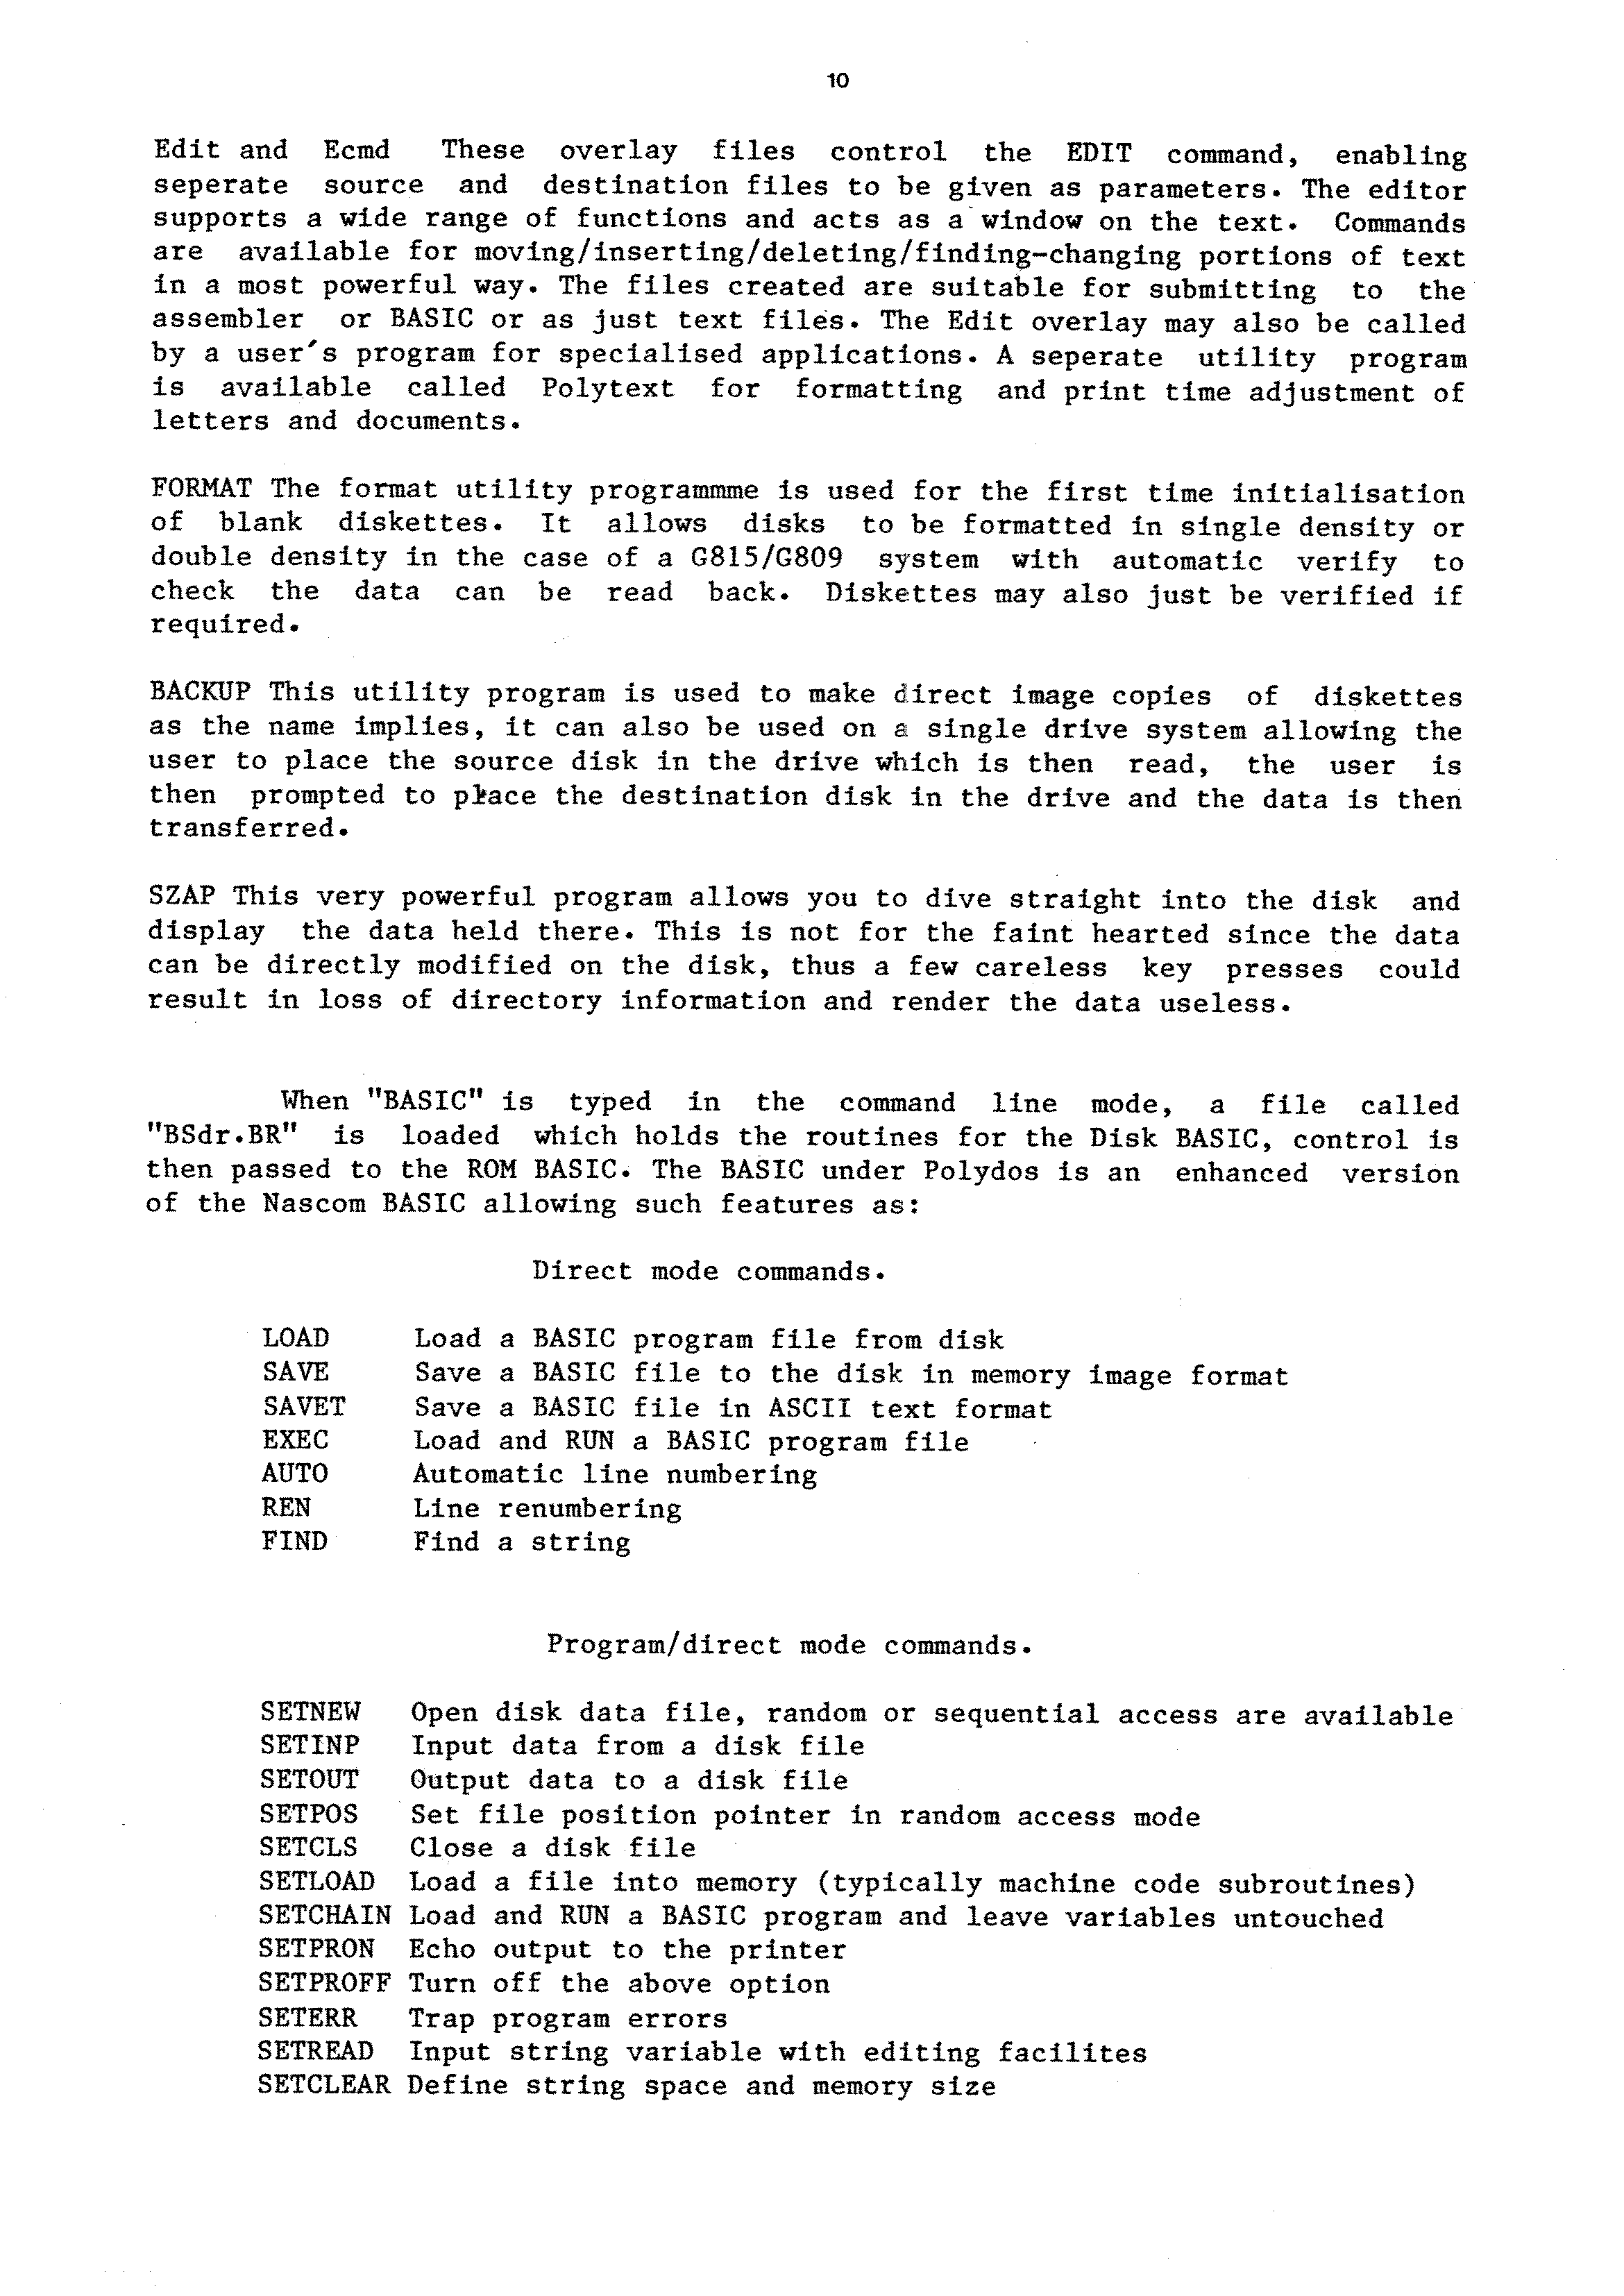 10
Edit and Ecmd These overlay files control the EDIT command, enabling
seperate source and destination files to be given as parameters. The editor
supports a wide range of functions and acts as a window on the text. Commands
are available for moving/inserting/deleting/finding-changing portions of text
in a most powerful way. The files created are suitable for submitting to the
assembler or BASIC or as just text files. The Edit overlay may also be called
by a user's program for specialised applications. A seperate utility program
is available called Polytext for formatting and print time adjustment of
letters and documents.
FORMAT The format utility programmme is used for the first time initialisation
of blank diskettes. It allows disks to be formatted in single density or
double density in the case of a G815/G809 system with automatic verify to
check the data can be read back. Diskettes may also just be verified if
required.
BACKUP This utility program is used to make direct image copies of diskettes
as the name implies, it can also be used on a single drive system allowing the
user to place the source disk in the drive which is then read, the user is
then prompted to place the destination disk in the drive and the data is then
transferred.
SZAP This very powerful program allows you to dive straight into the disk and
display the data held there. This is not for the faint hearted since the data
can be directly modified on the disk, thus a few careless key presses could
result in loss of directory information and render the data useless.
When "BASIC" is typed in the command line mode, a file called
"BSdr.BR" is loaded which holds the routines for the Disk BASIC, control is
then passed to the ROM BASIC. The BASIC under Polydos is an enhanced version
of the Nascom BASIC allowing such features as:
Direct mode commands.
LOAD Load a BASIC program file from disk
SAVE Save a BASIC file to the disk in memory image format
SAVET Save a BASIC file in ASCII text format
EXEC Load and RUN a BASIC program file
AUTO Automatic line numbering
REN Line renumbering
FIND Find a string
Program/direct mode commands.
SETNEW Open disk data file, random or sequential access are available
SETINP Input data from a disk file
SETOUT Output data to a disk file
SETPOS Set file position pointer in random access mode
SETCLS Close a disk file
SETLOAD Load a file into memory (typically machine code subroutines)
SETCHAIN Load and RUN a BASIC program and leave variables untouched
SETPRON Echo output to the printer
SETPROFF Turn off the above option
SETERR Trap program errors
SETREAD Input string variable with editing facilites
SETCLEAR Define string space and memory size